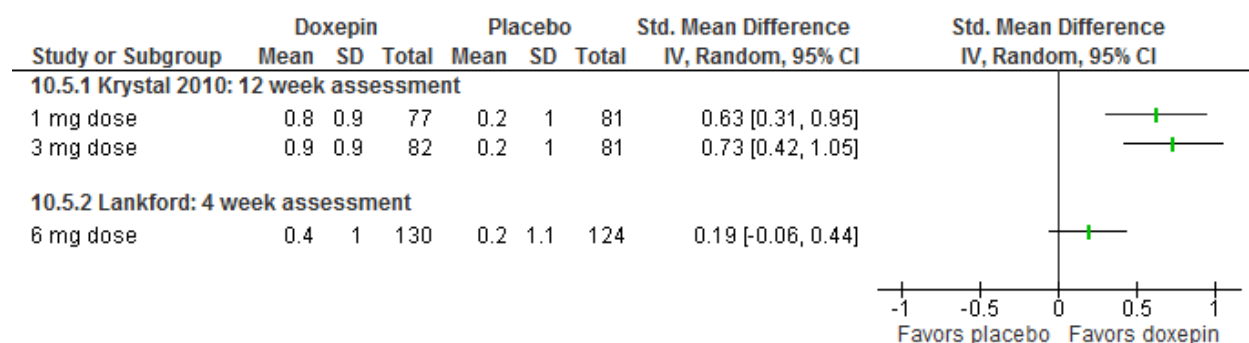 Doxepin Placebo Std. Mean Difference Std. Mean Difference
Study or Subgroup Mean SD Total Mean SD Total IV, Random, 95% CI IV, Random, 95% CI
10.5.1 Krystal 2010: 12 week assessment
1 mg dose 0.8 0.9 77 0.2 1 81 0.63 [0.31, 0.95]
3 mg dose 0.9 0.9 82 0.2 1 81 0.73 [0.42, 1.05]
10.5.2 Lankford: 4 week assessment
6 mg dose 0.4 1 130 0.2 1.1 124 0.19 [-0.06, 0.44]
-1 -0.5 0 0.5 1
Favors placebo Favors doxepin